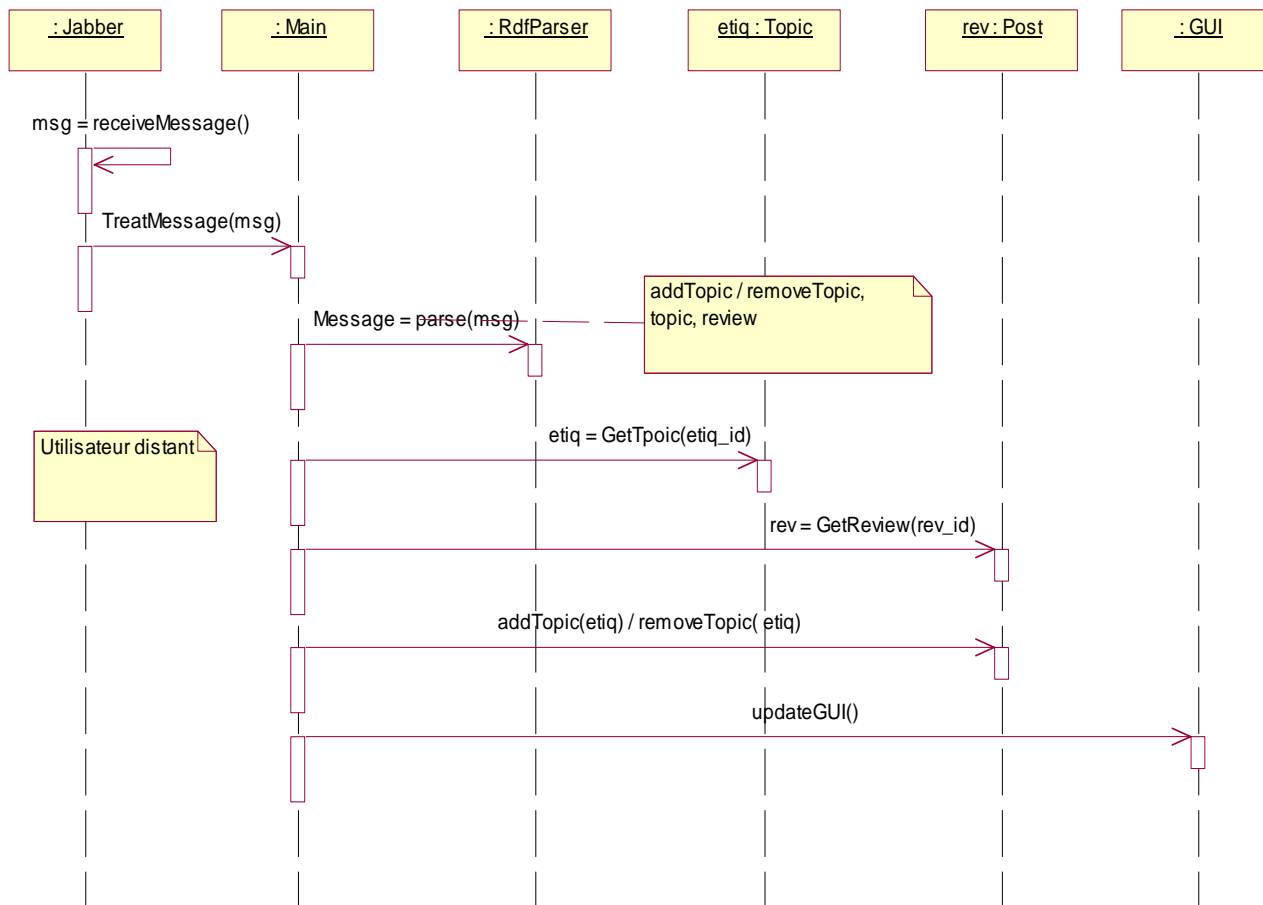 : Jabber
: Main
: RdfParser
etiq : Topic
rev : Post
: GUI
msg = receiveMessage()
TreatMessage(msg)
addTopic / removeTopic,
topic, review
Message = parse(msg)
Utilisateur distant
etiq = GetTpoic(etiq_id)
rev = GetReview(rev_id)
addTopic(etiq) / removeTopic( etiq)
updateGUI()